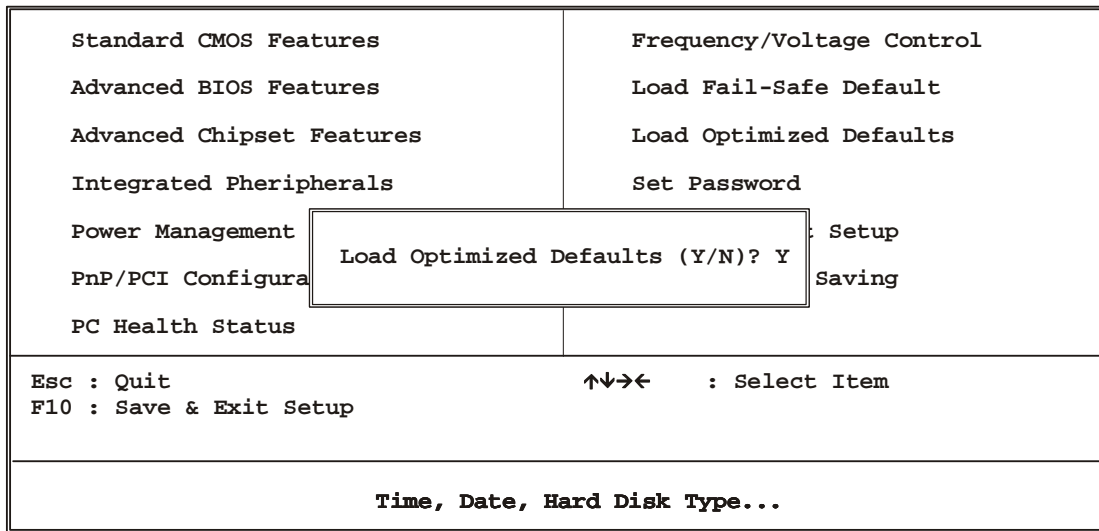 Standard CMOS Features
Advanced BIOS Features
Advanced Chipset Features
Integrated Pheripherals
Power Management
PnP/PCI Configura
PC Health Status
Frequency/Voltage Control
Load Fail-Safe Default
Load Optimized Defaults
Set Password
Setup
Saving
Load Optimized Defaults (Y/N)? Y
Esc : Quit
↑↓→← : Select Item
F10 : Save & Exit Setup
Time, Date, Hard Disk Type...